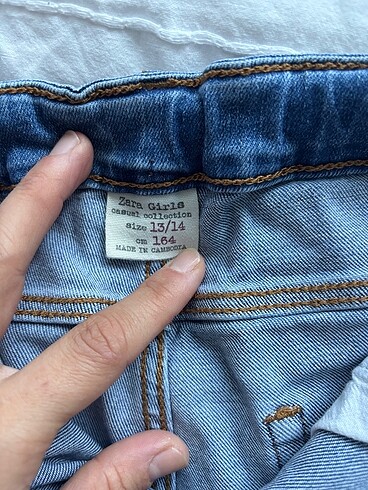 Zara Girls
casual collection
size 13/14
cm 164
MADE IN CAMBODIA